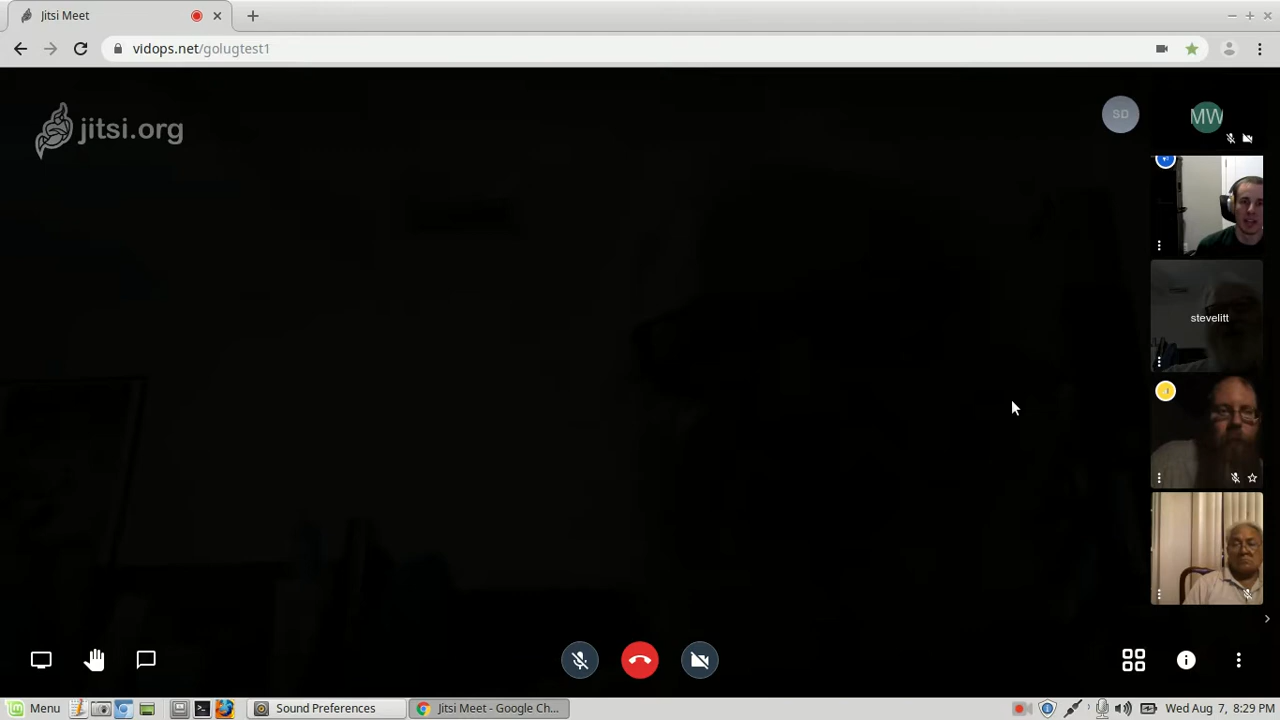 Jitsi Meet
vidops.net/golugtest1
jitsi.org
SD
MW
stevelitt
Menu
Sound Preferences
Jitsi Meet - Google Ch...
Wed Aug 7, 8:29 PM